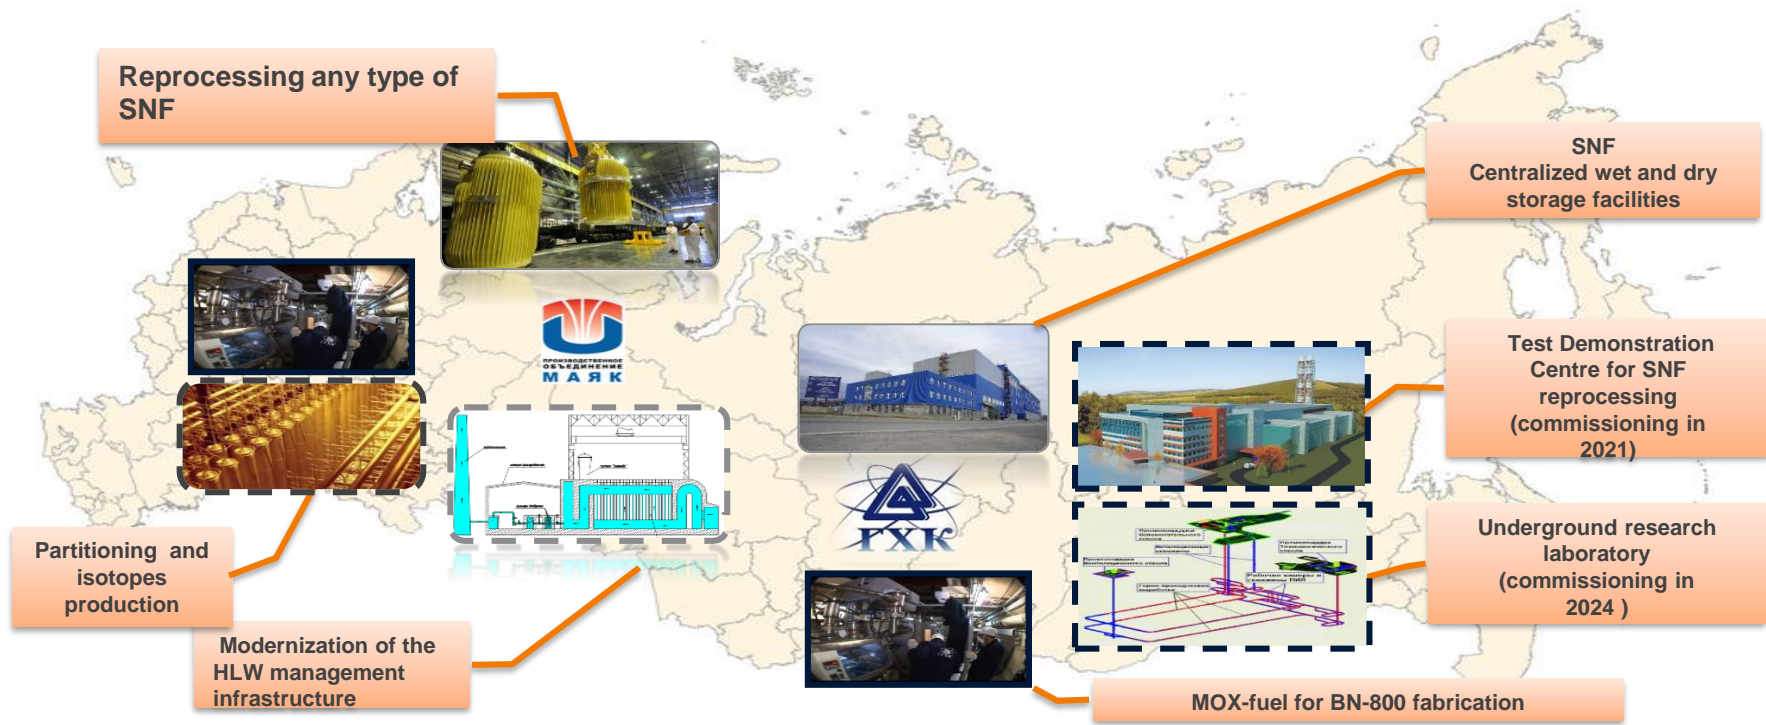 Reprocessing any type of
SNF
SNF
Centralized wet and dry
storage facilities
ПРОИЗВОДСТВЕННОЕ
ОБЪЕДИНЕНИЕ
МАЯК
Test Demonstration
Centre for SNF
reprocessing
(commissioning in
2021)
ГХК
Underground research
laboratory
(commissioning in
2024 )
Partitioning and
isotopes
production
Modernization of the
HLW management
infrastructure
MOX-fuel for BN-800 fabrication